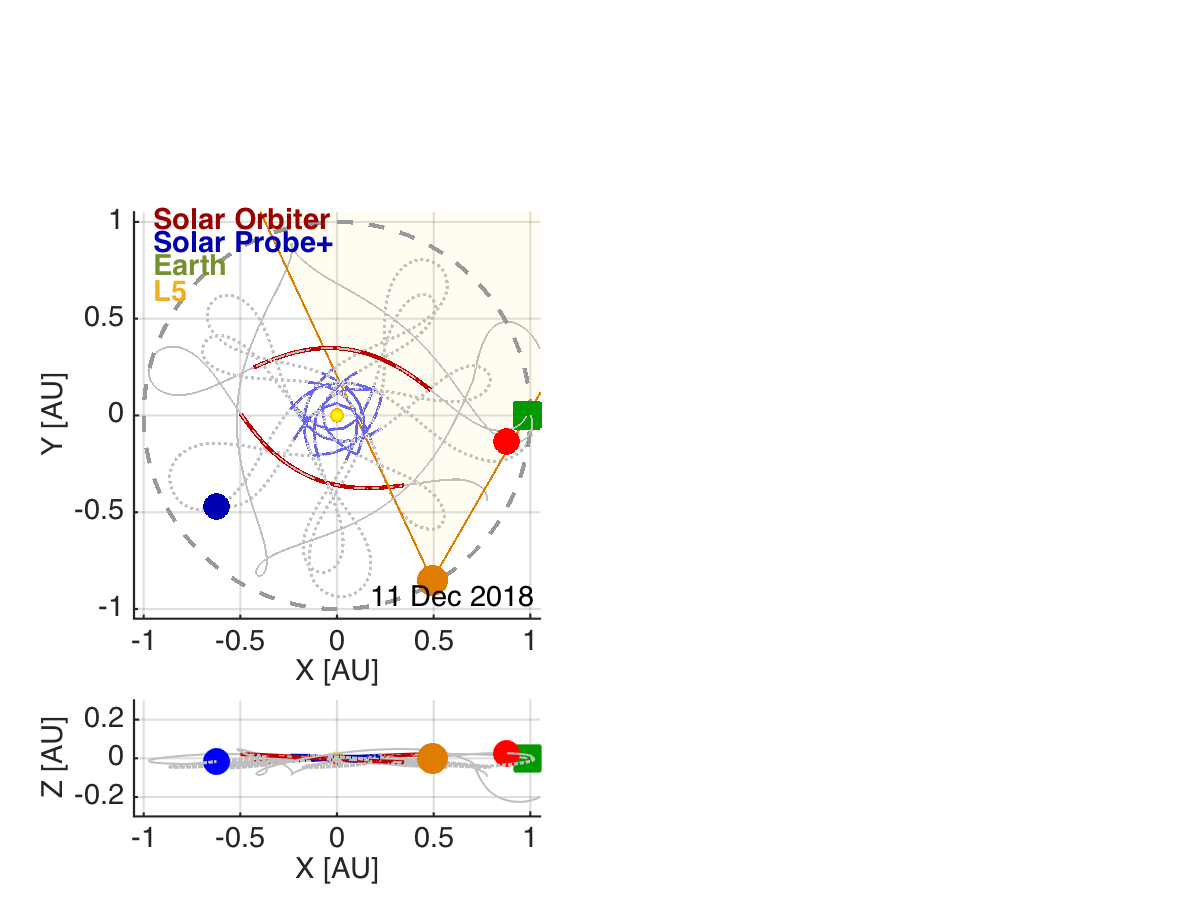 Solar Orbiter
Solar Probe+
Earth
L5
1
0.5
0
-0.5
-1
Y [AU]
11 Dec 2018
-1 -0.5 0 0.5 1
X [AU]
0.2
0
-0.2
Z [AU]
-1 -0.5 0 0.5 1
X [AU]